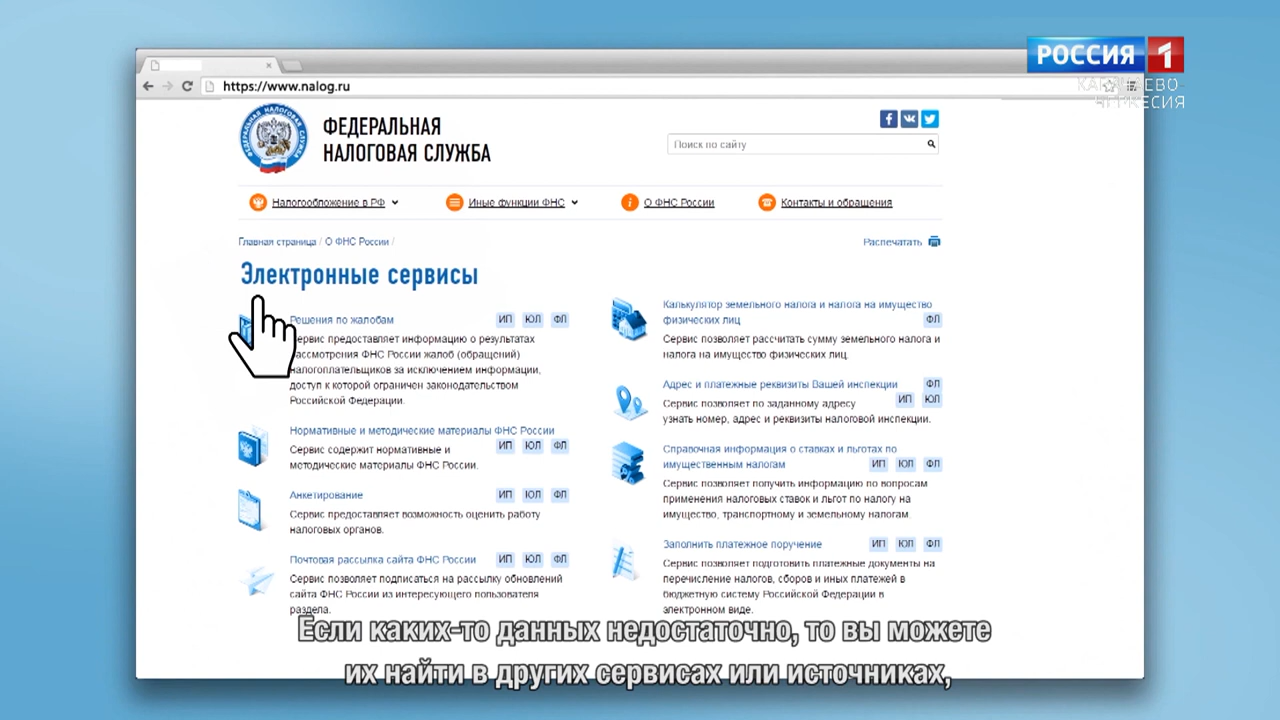 РОССИЯ 1
КАРАЧАЕВО-
ЧЕРКЕСИЯ
https://www.nalog.ru
ФЕДЕРАЛЬНАЯ НАЛОГОВАЯ СЛУЖБА
ФЕДЕРАЛЬНАЯ
НАЛОГОВАЯ СЛУЖБА
Поиск по сайту
Налогообложение в РФ
Иные функции ФНС
О ФНС России
Контакты и обращения
Главная страница / О ФНС России /
Распечатать
Электронные сервисы
Решения по жалобам ИП ЮЛ ФЛ
ервис предоставляет информацию о результатах
ассмотрения ФНС России жалоб (обращений)
налогоплательщиков за исключением информации,
доступ к которой ограничен законодательством
Российской Федерации.
Нормативные и методические материалы ФНС России
ИП ЮЛ ФЛ
Сервис содержит нормативные и
методические материалы ФНС России.
Анкетирование ИП ЮЛ ФЛ
Сервис предоставляет возможность оценить работу
налоговых органов.
Почтовая рассылка сайта ФНС России ИП ЮЛ ФЛ
Сервис позволяет подписаться на рассылку обновлений
сайта ФНС России из интересующего пользователя
раздела.
Калькулятор земельного налога и налога на имущество
физических лиц ФЛ
Сервис позволяет рассчитать сумму земельного налога и
налога на имущество физических лиц.
Адрес и платежные реквизиты Вашей инспекции ФЛ
ИП ЮЛ
Сервис позволяет по заданному адресу
узнать номер, адрес и реквизиты налоговой инспекции.
Справочная информация о ставках и льготах по
имущественным налогам ИП ЮЛ ФЛ
Сервис позволяет получить информацию по вопросам
применения налоговых ставок и льгот по налогу на
имущество, транспортному и земельному налогам.
Заполнить платежное поручение ИП ЮЛ ФЛ
Сервис позволяет подготовить платежные документы на
перечисление налогов, сборов и иных платежей в
бюджетную систему Российской Федерации в
электронном виде.
Если каких-то данных недостаточно, то вы можете
их найти в других сервисах или источниках,